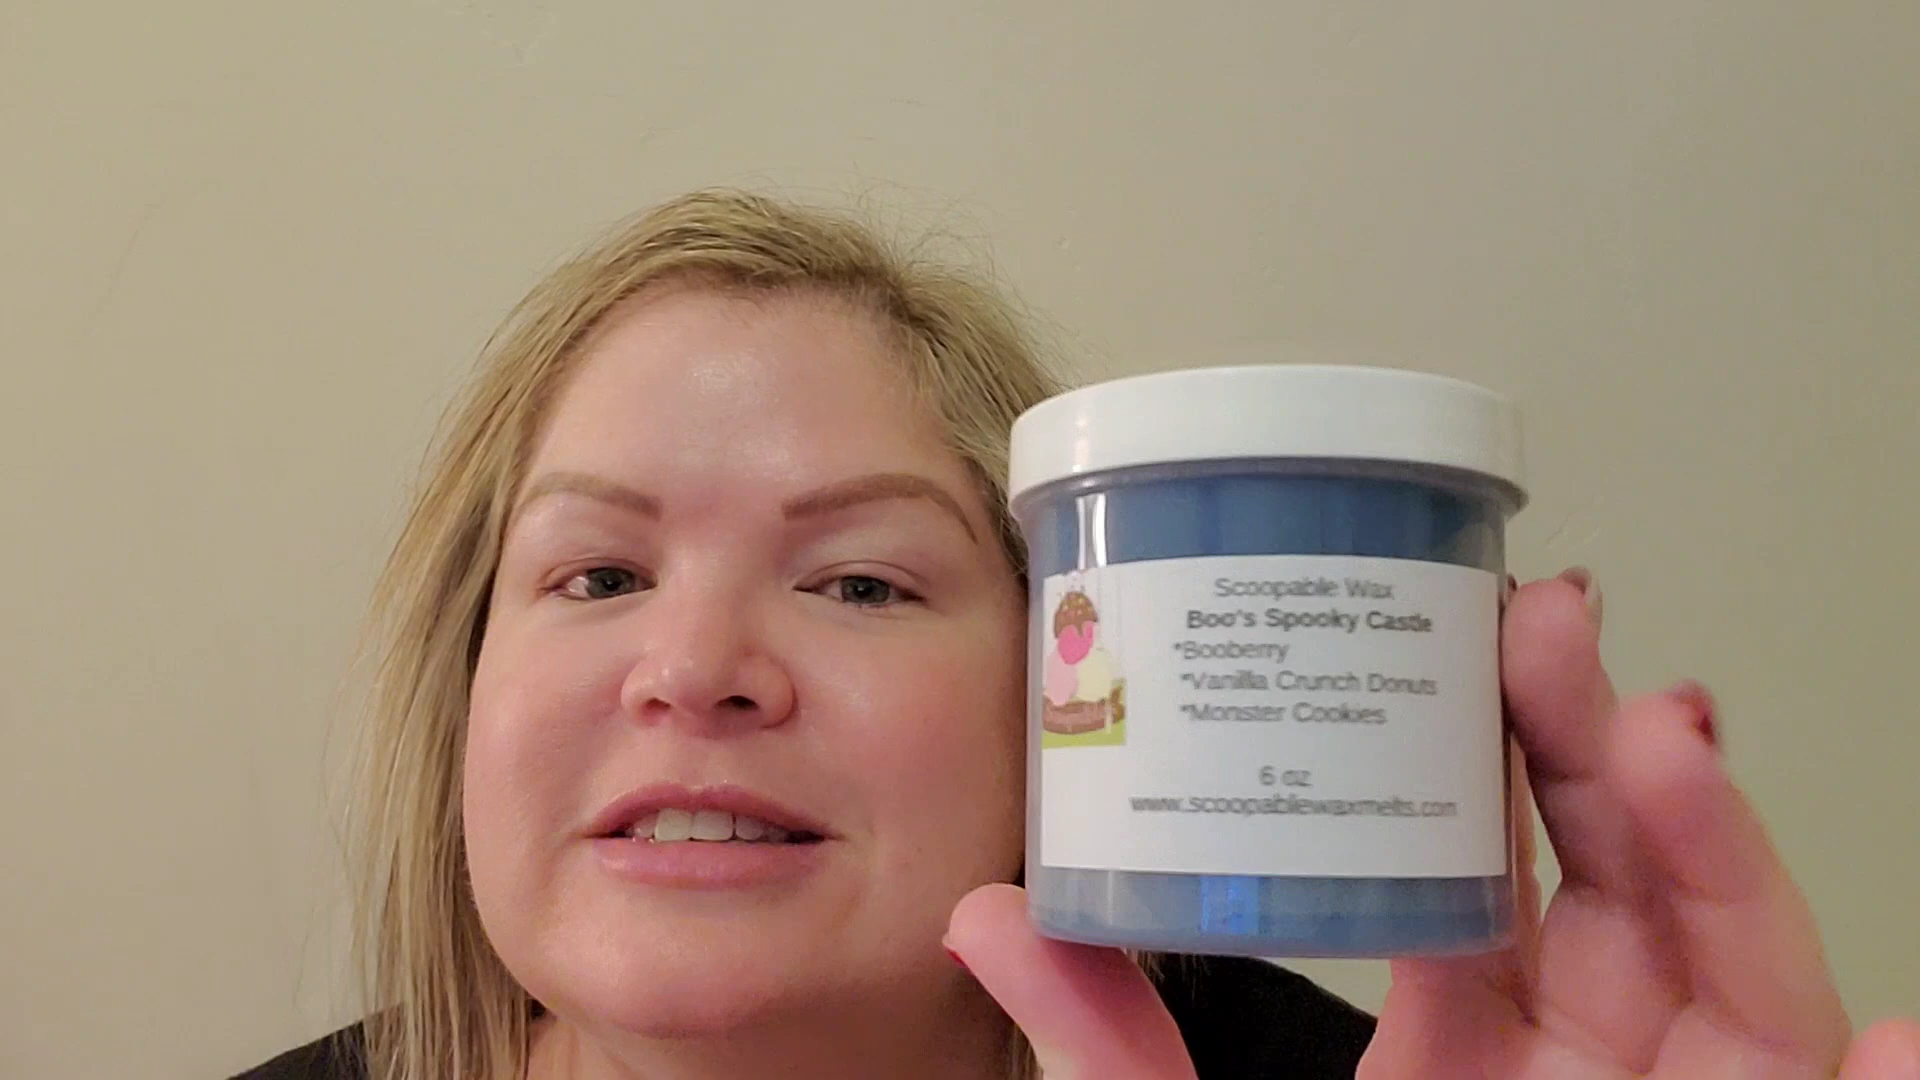 Scoopable Wax
Boo's Spooky Castle
*Booberry
*Vanilla Crunch Donuts
*Monster Cookies
6 oz
www.scoopablewaxmelts.com